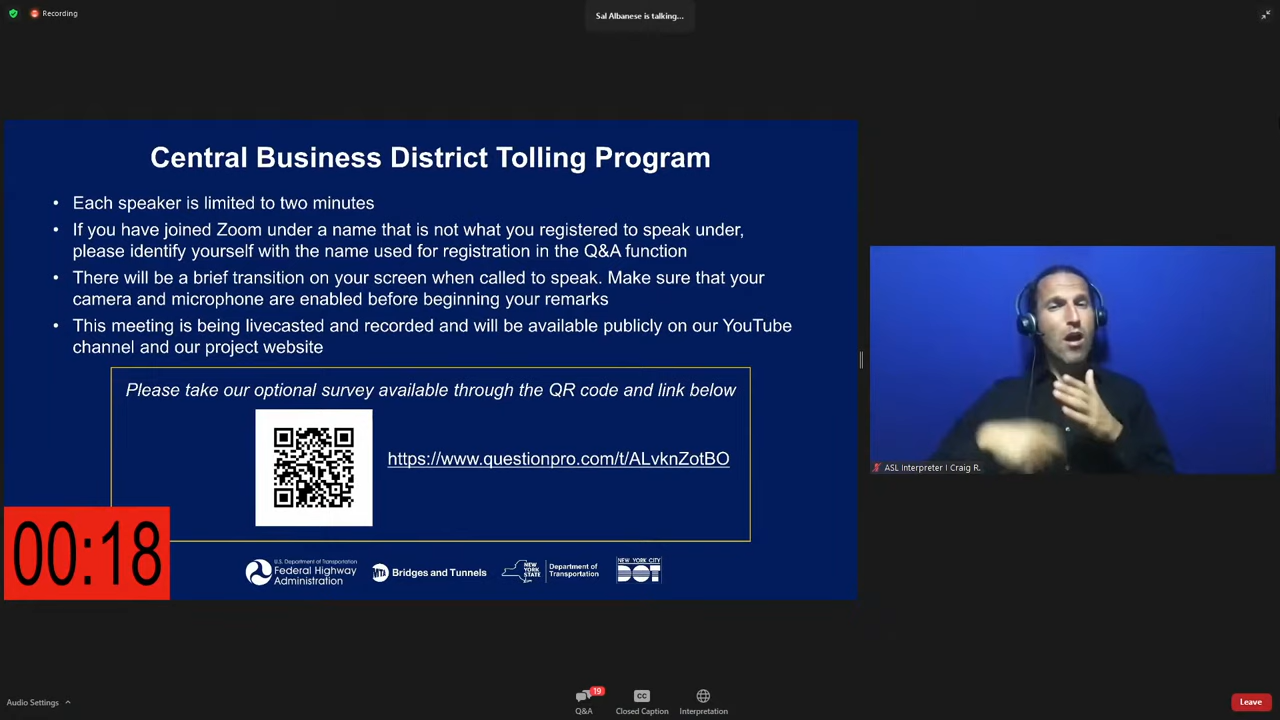 Recording
Sal Albanese is talking...
Central Business District Tolling Program
• Each speaker is limited to two minutes
• If you have joined Zoom under a name that is not what you registered to speak under,
please identify yourself with the name used for registration in the Q&A function
• There will be a brief transition on your screen when called to speak. Make sure that your
camera and microphone are enabled before beginning your remarks
• This meeting is being livecasted and recorded and will be available publicly on our YouTube
channel and our project website
Please take our optional survey available through the QR code and link below
https://www.questionpro.com/t/ALvknZotBO
00:18
U.S. Department of Transportation
Federal Highway
Administration
MTA Bridges and Tunnels
NEW YORK STATE
Department of
Transportation
NEW YORK CITY
DOT
ASL Interpreter I Craig R.
Audio Settings
19
Q&A
CC
Closed Caption
Interpretation
Leave